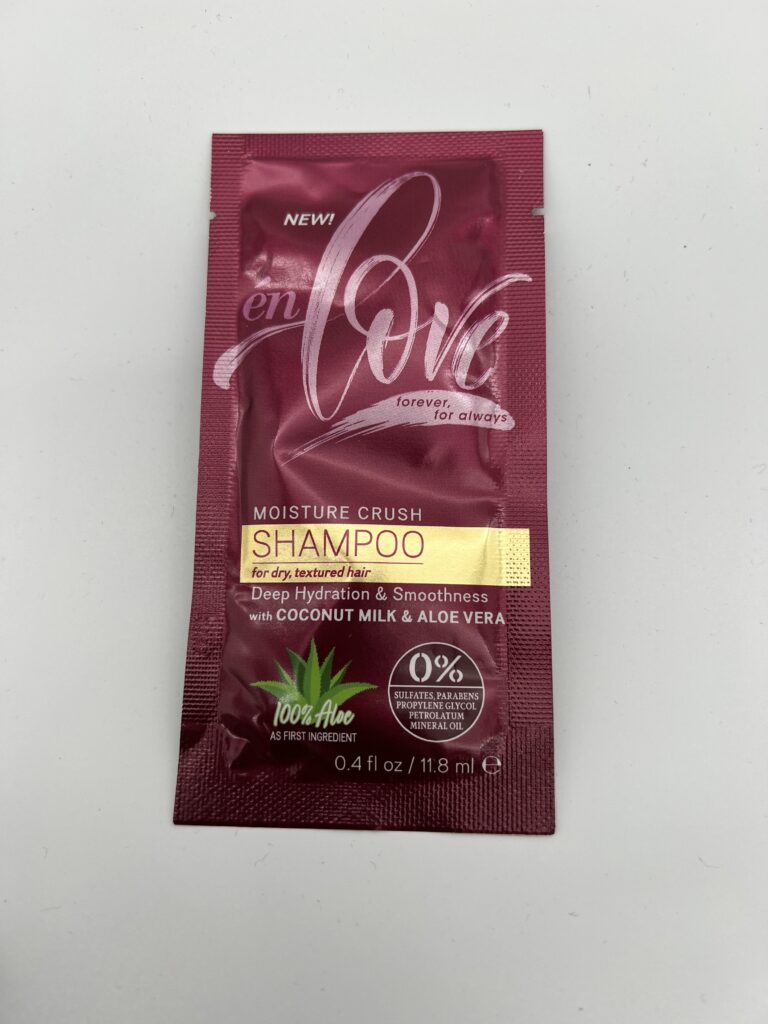 NEW!
én Love
forever,
for always
MOISTURE CRUSH
SHAMPOO
for dry, textured hair
Deep Hydration & Smoothness
with COCONUT MILK & ALOE VERA
100% Aloe
AS FIRST INGREDIENT
0%
SULFATES, PARABENS
PROPYLENE GLYCOL
PETROLATUM
MINERAL OIL
0.4 fl oz / 11.8 ml ℮